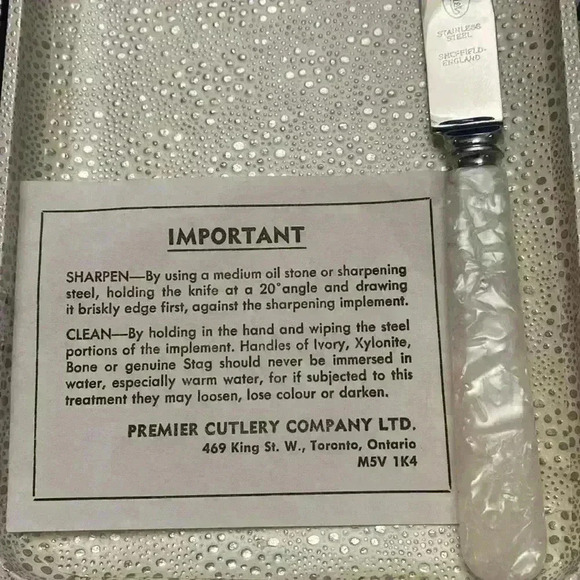 STAINLESS
STEEL
SHEFFIELD-
ENGLAND
IMPORTANT
SHARPEN—By using a medium oil stone or sharpening
steel, holding the knife at a 20° angle and drawing
it briskly edge first, against the sharpening implement.
CLEAN—By holding in the hand and wiping the steel
portions of the implement. Handles of Ivory, Xylonite,
Bone or genuine Stag should never be immersed in
water, especially warm water, for if subjected to this
treatment they may loosen, lose colour or darken.
PREMIER CUTLERY COMPANY LTD.
469 King St. W., Toronto, Ontario
M5V 1K4